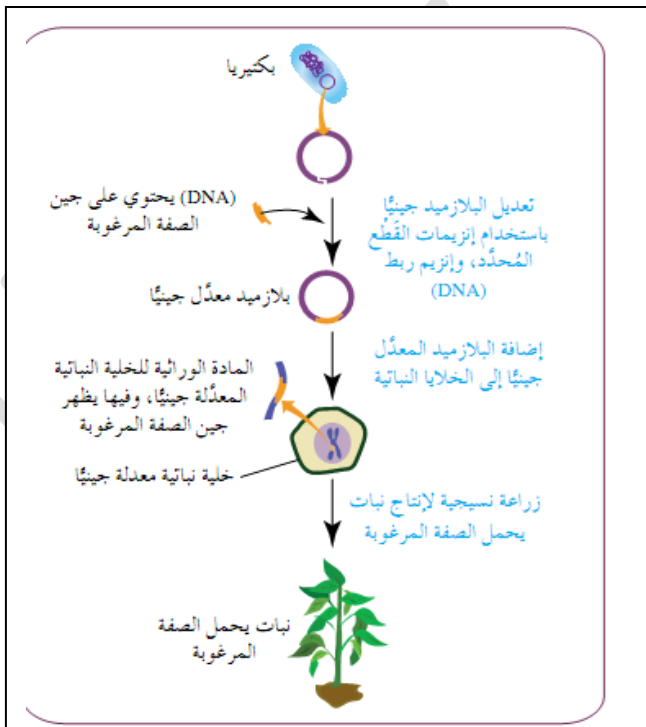 بكتيريا
(DNA) يحتوي على جين
الصفة المرغوبة
تعديل البلازميد جينيًّا
باستخدام إنزيمات القَطْع
المُحدَّد، وإنزيم ربط
(DNA)
بلازميد معدَّل جينيًّا
إضافة البلازميد المعدَّل
جينيًّا إلى الخلايا النباتية
المادة الوراثية للخلية النباتية
المعدَّلة جينيًّا، وفيها يظهر
جين الصفة المرغوبة
خلية نباتية معدلة جينيًّا
زراعة نسيجية لإنتاج نبات
يحمل الصفة المرغوبة
نبات يحمل الصفة
المرغوبة